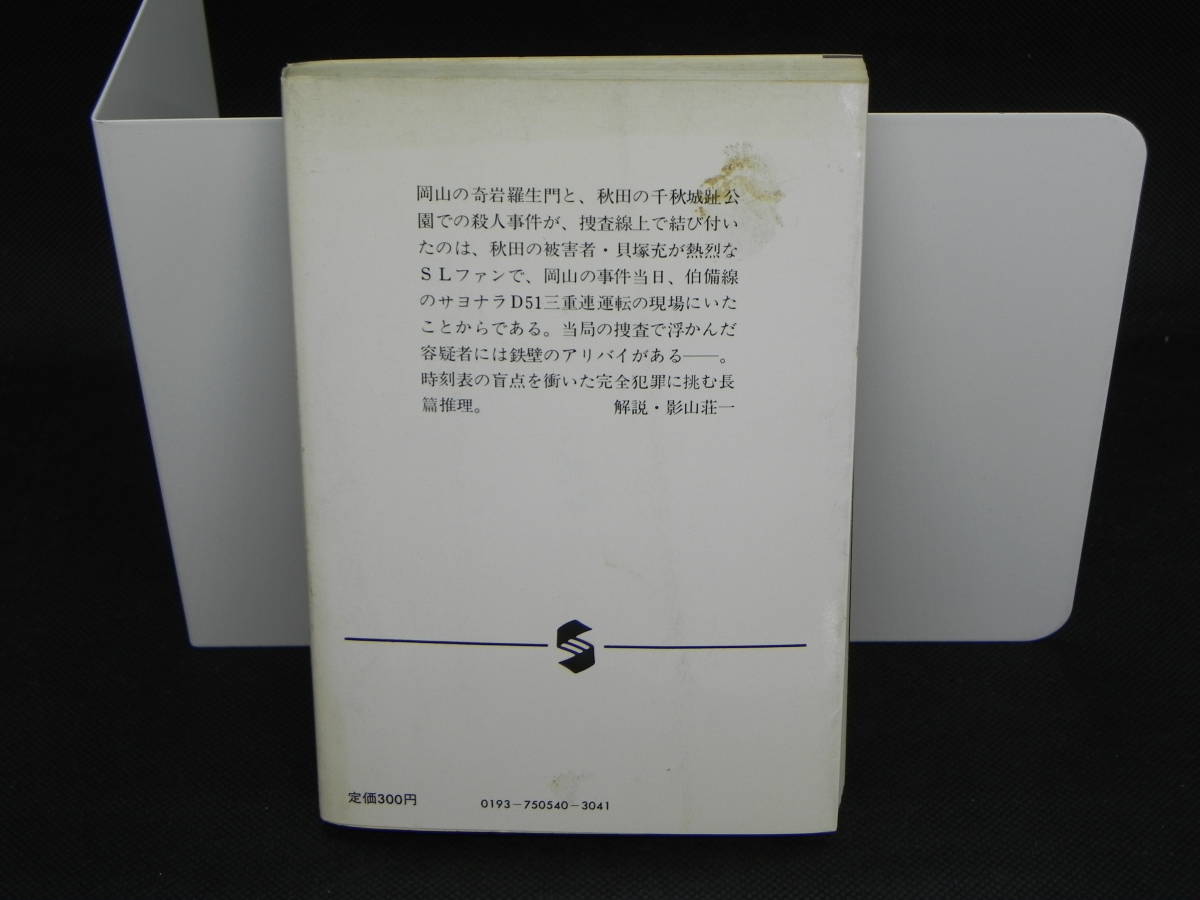 岡山の奇岩羅生門と、秋田の千秋城趾公
園での殺人事件が、捜査線上で結び付い
たのは、秋田の被害者・貝塚充が熱烈な
ＳＬファンで、岡山の事件当日、伯備線
のサヨナラD51三重連運転の現場にいた
ことからである。当局の捜査で浮かんだ
容疑者には鉄壁のアリバイがある――。
時刻表の盲点を衝いた完全犯罪に挑む長
篇推理。 解説・影山荘一
定価300円 0193-750540-3041